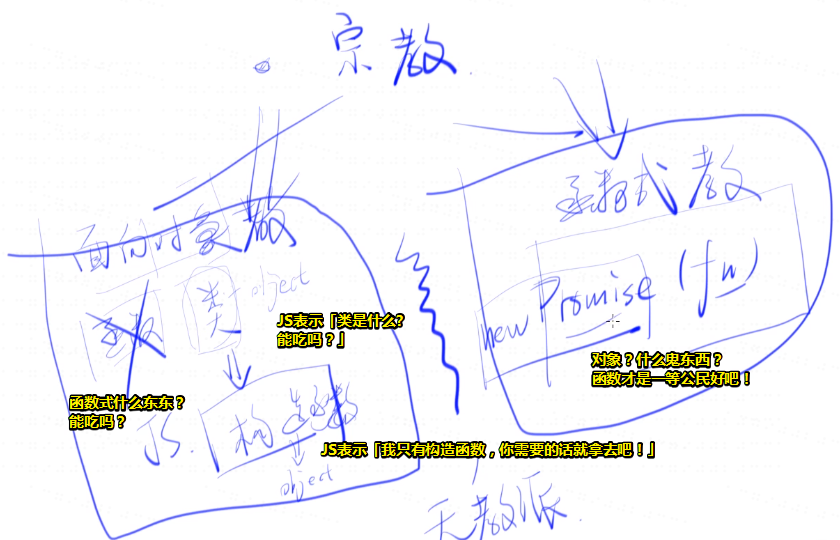 宗教
面向对象教
函数式教
函数
类
object
new Promise (fn)
JS表示「类是什么?
能吃吗？」
对象？什么鬼东西？
函数才是一等公民好吧！
函数式什么东东？
能吃吗？
JS.
构造函数
JS表示「我只有构造函数，你需要的话就拿去吧！」
object
无教派